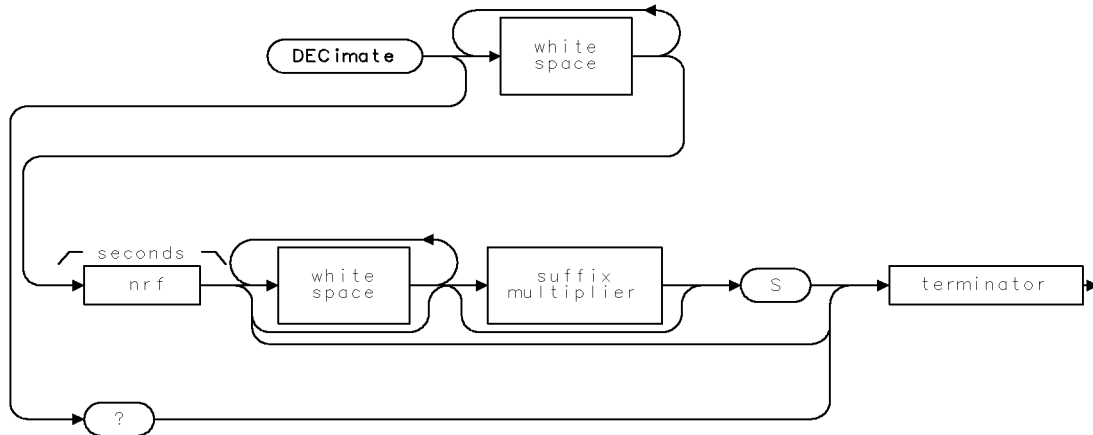 DECimate
white
space
seconds
nrf
white
space
suffix
multiplier
S
terminator
?